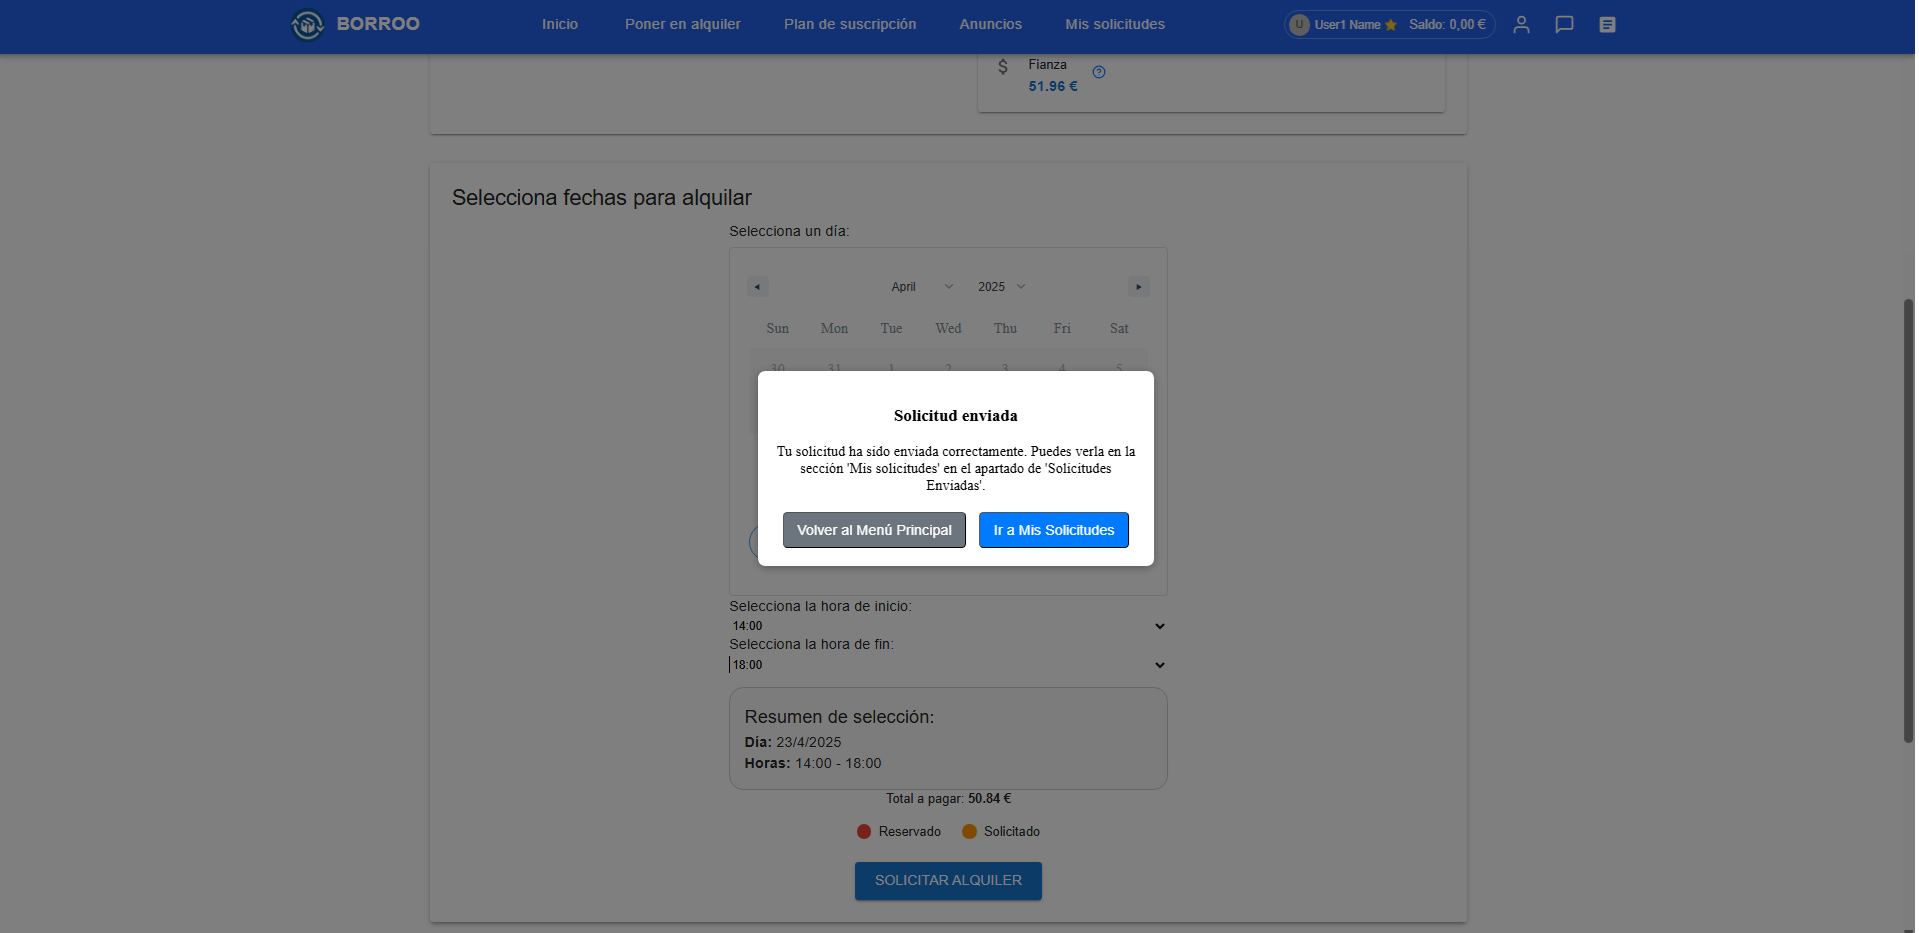 BORROO
Inicio
Poner en alquiler
Plan de suscripción
Anuncios
Mis solicitudes
U
User1 Name
Saldo: 0,00 €
Fianza
51.96 €
Selecciona fechas para alquilar
Selecciona un día:
April
2025
Sun Mon Tue Wed Thu Fri Sat
30 31 1 2 3 4 5
Solicitud enviada
Tu solicitud ha sido enviada correctamente. Puedes verla en la
sección 'Mis solicitudes' en el apartado de 'Solicitudes
Enviadas'.
Volver al Menú Principal
Ir a Mis Solicitudes
Selecciona la hora de inicio:
14:00
Selecciona la hora de fin:
18:00
Resumen de selección:
Día: 23/4/2025
Horas: 14:00 - 18:00
Total a pagar: 50.84 €
Reservado
Solicitado
SOLICITAR ALQUILER